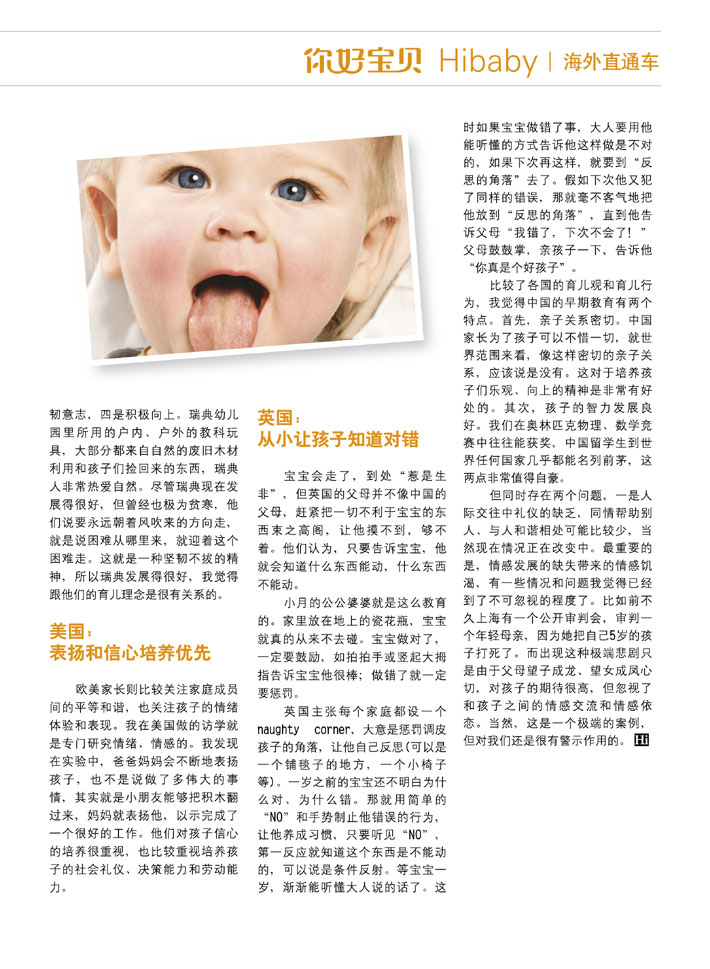 你好宝贝 Hibaby | 海外直通车
韧意志，四是积极向上。瑞典幼儿
园里所用的户内、户外的教科玩
具，大部分都来自自然的废旧木材
利用和孩子们捡回来的东西，瑞典
人非常热爱自然。尽管瑞典现在发
展得很好，但曾经也极为贫寒，他
们说要永远朝着风吹来的方向走，
就是说困难从哪里来，就迎着这个
困难走。这就是一种坚韧不拔的精
神，所以瑞典发展得很好，我觉得
跟他们的育儿理念是很有关系的。
美国：
表扬和信心培养优先
欧美家长则比较关注家庭成员
间的平等和谐，也关注孩子的情绪
体验和表现。我在美国做的访学就
是专门研究情绪、情感的。我发现
在实验中，爸爸妈妈会不断地表扬
孩子，也不是说做了多伟大的事
情，其实就是小朋友能够把积木翻
过来，妈妈就表扬他，以示完成了
一个很好的工作。他们对孩子信心
的培养很重视，也比较重视培养孩
子的社会礼仪、决策能力和劳动能
力。
英国：
从小让孩子知道对错
宝宝会走了，到处“惹是生
非”，但英国的父母并不像中国的
父母，赶紧把一切不利于宝宝的东
西束之高阁，让他摸不到，够不
着。他们认为，只要告诉宝宝，他
就会知道什么东西能动，什么东西
不能动。
小月的公公婆婆就是这么教育
的。家里放在地上的瓷花瓶，宝宝
就真的从来不去碰。宝宝做对了，
一定要鼓励，如拍拍手或竖起大拇
指告诉宝宝他很棒；做错了就一定
要惩罚。
英国主张每个家庭都设一个
naughty corner，大意是惩罚调皮
孩子的角落，让他自己反思(可以是
一个铺毯子的地方，一个小椅子
等)。一岁之前的宝宝还不明白为什
么对、为什么错。那就用简单的
“NO”和手势制止他错误的行为，
让他养成习惯，只要听见“NO”，
第一反应就知道这个东西是不能动
的，可以说是条件反射。等宝宝一
岁，渐渐能听懂大人说的话了。这
时如果宝宝做错了事，大人要用他
能听懂的方式告诉他这样做是不对
的，如果下次再这样，就要到“反
思的角落”去了。假如下次他又犯
了同样的错误，那就毫不客气地把
他放到“反思的角落”，直到他告
诉父母“我错了，下次不会了！”
父母鼓鼓掌，亲孩子一下，告诉他
“你真是个好孩子”。
比较了各国的育儿观和育儿行
为，我觉得中国的早期教育有两个
特点。首先，亲子关系密切。中国
家长为了孩子可以不惜一切，就世
界范围来看，像这样密切的亲子关
系，应该说是没有。这对于培养孩
子们乐观、向上的精神是非常有好
处的。其次，孩子的智力发展良
好。我们在奥林匹克物理、数学竞
赛中往往能获奖，中国留学生到世
界任何国家几乎都能名列前茅，这
两点非常值得自豪。
但同时存在两个问题，一是人
际交往中礼仪的缺乏，同情帮助别
人、与人和谐相处可能比较少，当
然现在情况正在改变中。最重要的
是，情感发展的缺失带来的情感饥
渴，有一些情况和问题我觉得已经
到了不可忽视的程度了。比如前不
久上海有一个公开审判会，审判一
个年轻母亲，因为她把自己5岁的孩
子打死了。而出现这种极端悲剧只
是由于父母望子成龙、望女成凤心
切，对孩子的期待很高，但忽视了
和孩子之间的情感交流和情感依
恋。当然，这是一个极端的案例，
但对我们还是很有警示作用的。Hi